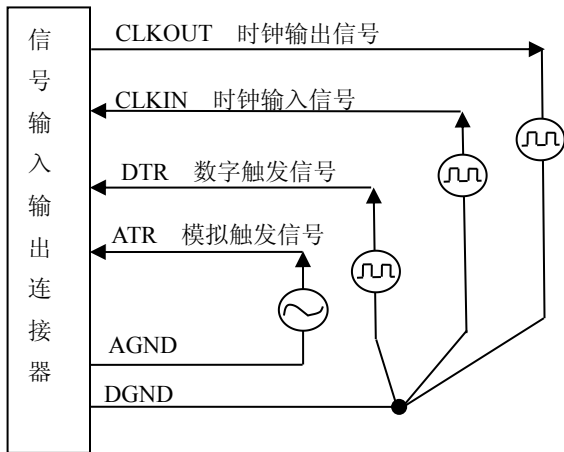 信号输入输出连接器
CLKOUT 时钟输出信号
CLKIN 时钟输入信号
DTR 数字触发信号
ATR 模拟触发信号
AGND
DGND